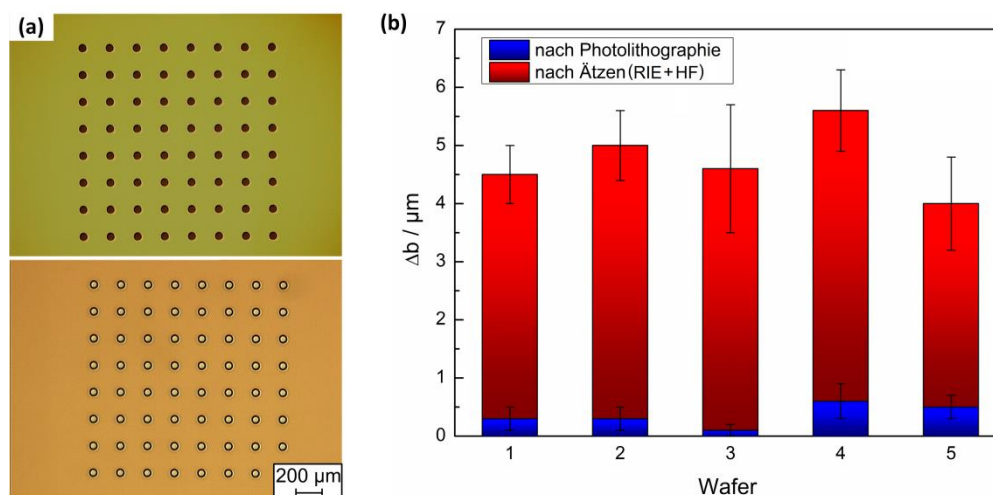 (a)
200 µm
(b)
nach Photolithographie
nach Ätzen(RIE+HF)
7
6
5
4
3
2
1
0
Δb / µm
1 2 3 4 5
Wafer